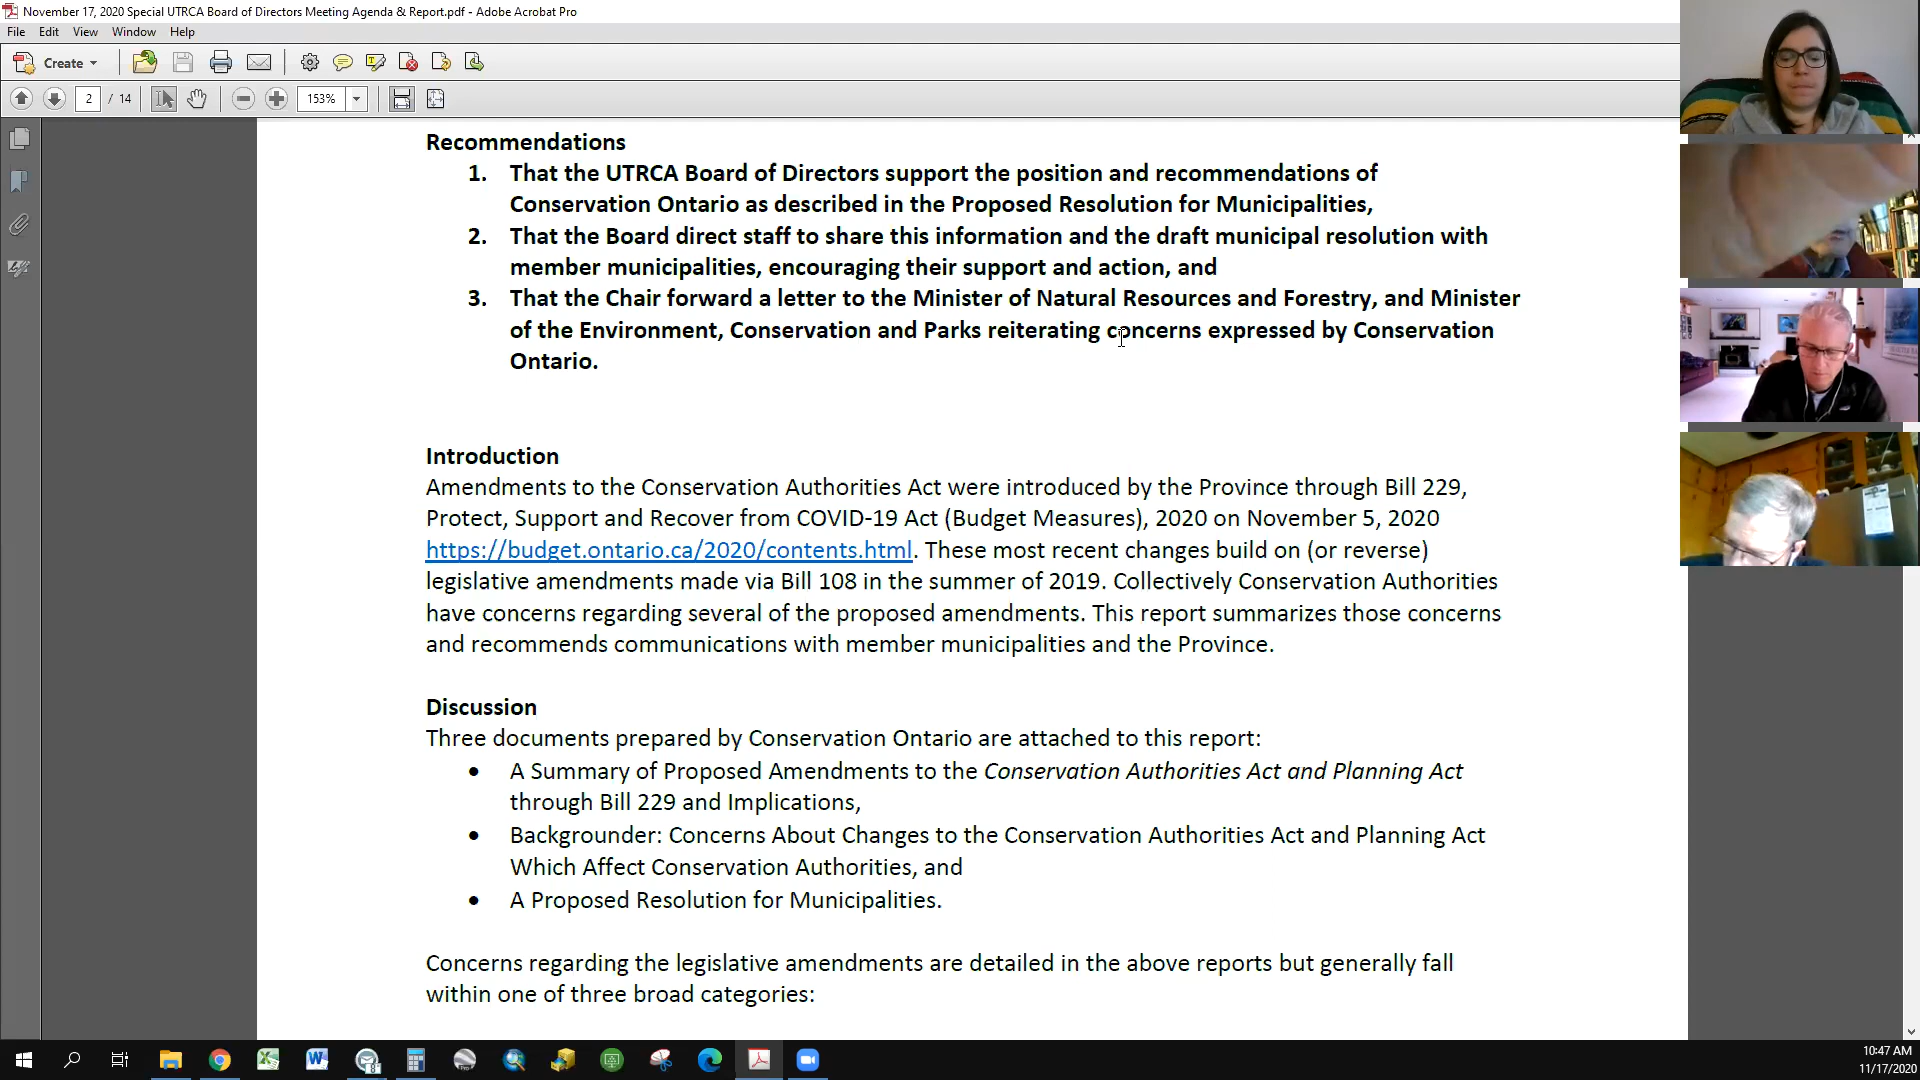 November 17, 2020 Special UTRCA Board of Directors Meeting Agenda & Report.pdf - Adobe Acrobat Pro
File Edit View Window Help
Create
2 / 14 153%
Recommendations
1. That the UTRCA Board of Directors support the position and recommendations of
Conservation Ontario as described in the Proposed Resolution for Municipalities,
2. That the Board direct staff to share this information and the draft municipal resolution with
member municipalities, encouraging their support and action, and
3. That the Chair forward a letter to the Minister of Natural Resources and Forestry, and Minister
of the Environment, Conservation and Parks reiterating concerns expressed by Conservation
Ontario.
Introduction
Amendments to the Conservation Authorities Act were introduced by the Province through Bill 229,
Protect, Support and Recover from COVID-19 Act (Budget Measures), 2020 on November 5, 2020
https://budget.ontario.ca/2020/contents.html. These most recent changes build on (or reverse)
legislative amendments made via Bill 108 in the summer of 2019. Collectively Conservation Authorities
have concerns regarding several of the proposed amendments. This report summarizes those concerns
and recommends communications with member municipalities and the Province.
Discussion
Three documents prepared by Conservation Ontario are attached to this report:
• A Summary of Proposed Amendments to the Conservation Authorities Act and Planning Act
through Bill 229 and Implications,
• Backgrounder: Concerns About Changes to the Conservation Authorities Act and Planning Act
Which Affect Conservation Authorities, and
• A Proposed Resolution for Municipalities.
Concerns regarding the legislative amendments are detailed in the above reports but generally fall
within one of three broad categories:
10:47 AM
11/17/2020